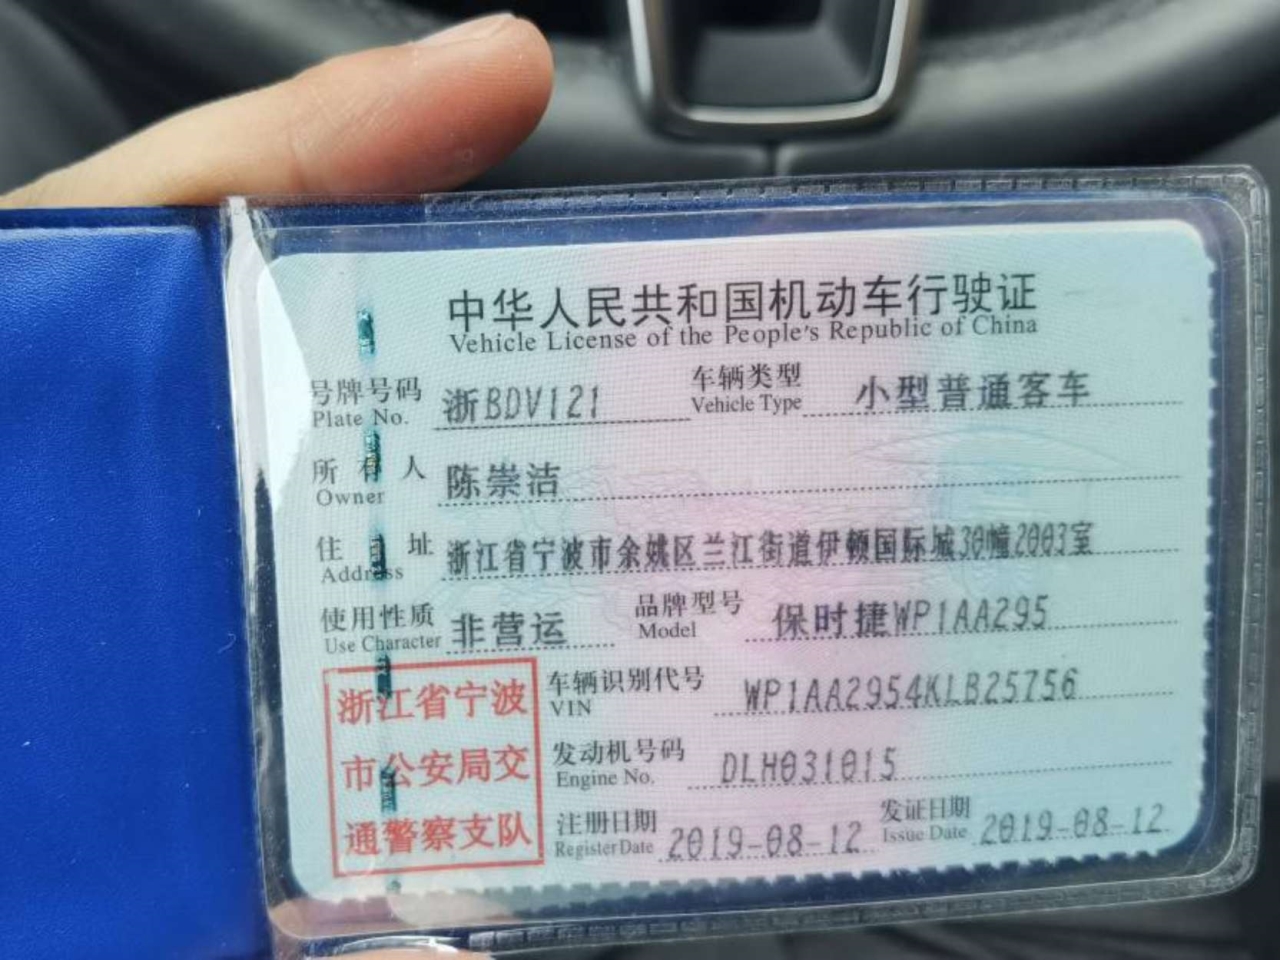 中华人民共和国机动车行驶证
Vehicle License of the People's Republic of China
号牌号码 浙BDV121 车辆类型 小型普通客车
Plate No. Vehicle Type
所有人 陈崇洁
Owner
住址 浙江省宁波市余姚区兰江街道伊顿国际城30幢2003室
Address
使用性质 非营运 品牌型号 保时捷WP1AA295
Use Character Model
浙江省宁波
市公安局交
通警察支队
车辆识别代号 WP1AA2954KLB25756
VIN
发动机号码 DLH031015
Engine No.
注册日期 2019-08-12 发证日期 2019-08-12
Register Date Issue Date